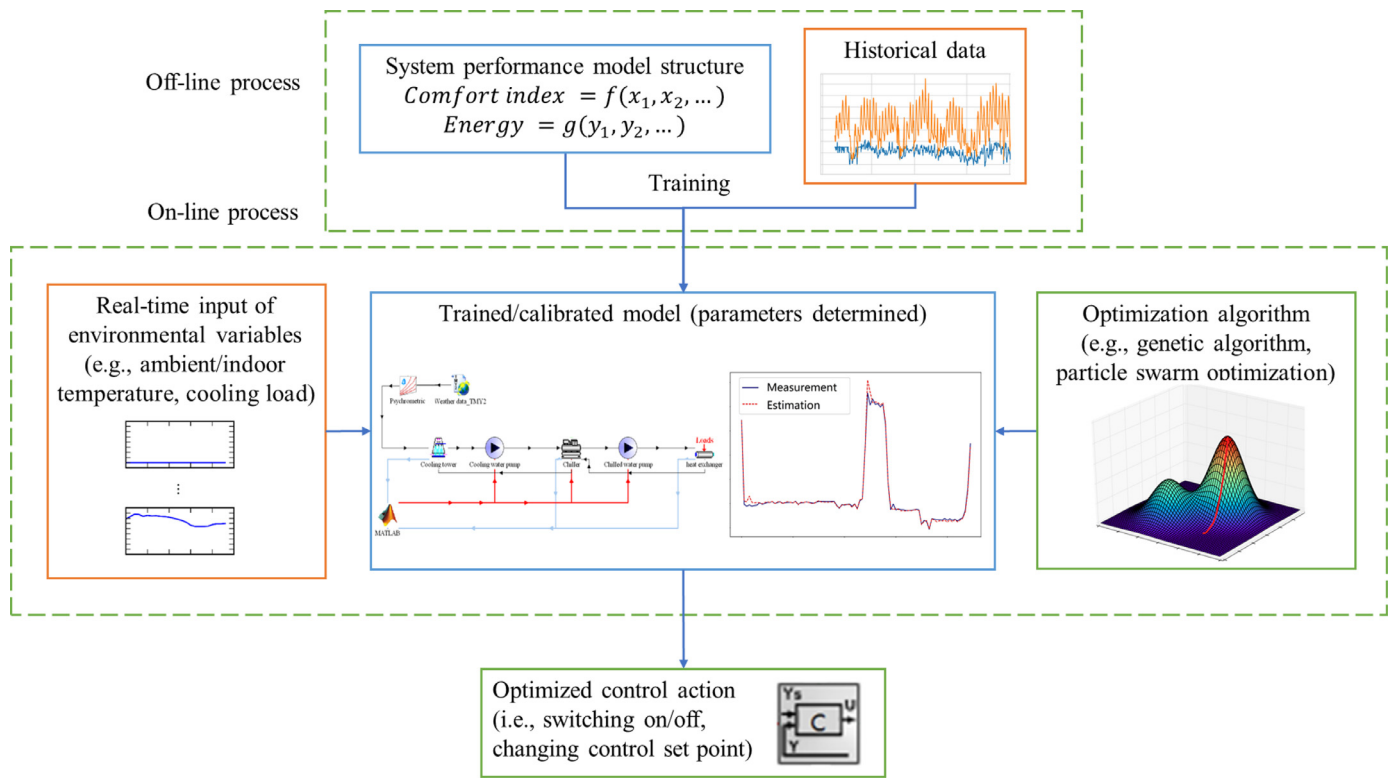 Off-line process
System performance model structure
Comfort index = f(x₁, x₂, …)
Energy = g(y₁, y₂, …)
Historical data
Training
On-line process
Real-time input of
environmental variables
(e.g., ambient/indoor
temperature, cooling load)
⋮
Trained/calibrated model (parameters determined)
Psychrometric
Weather data_TMY2
Cooling tower
Cooling water pump
Chiller
Chilled water pump
Loads
heat exchanger
MATLAB
Measurement
Estimation
Optimization algorithm
(e.g., genetic algorithm,
particle swarm optimization)
Optimized control action
(i.e., switching on/off,
changing control set point)
Ys
U
C
Y